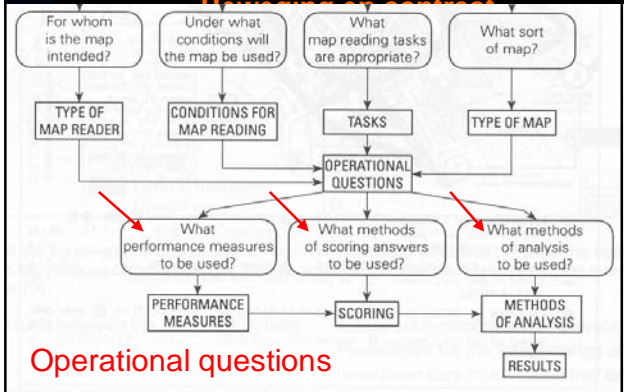 Beweging en contrast
For whom
is the map
intended?
Under what
conditions will
the map be used?
What
map reading tasks
are appropriate?
What sort
of map?
TYPE OF
MAP READER
CONDITIONS FOR
MAP READING
TASKS
TYPE OF MAP
OPERATIONAL
QUESTIONS
What
performance measures
to be used?
What methods
of scoring answers
to be used?
What methods
of analysis
to be used?
PERFORMANCE
MEASURES
SCORING
METHODS
OF ANALYSIS
RESULTS
Operational questions